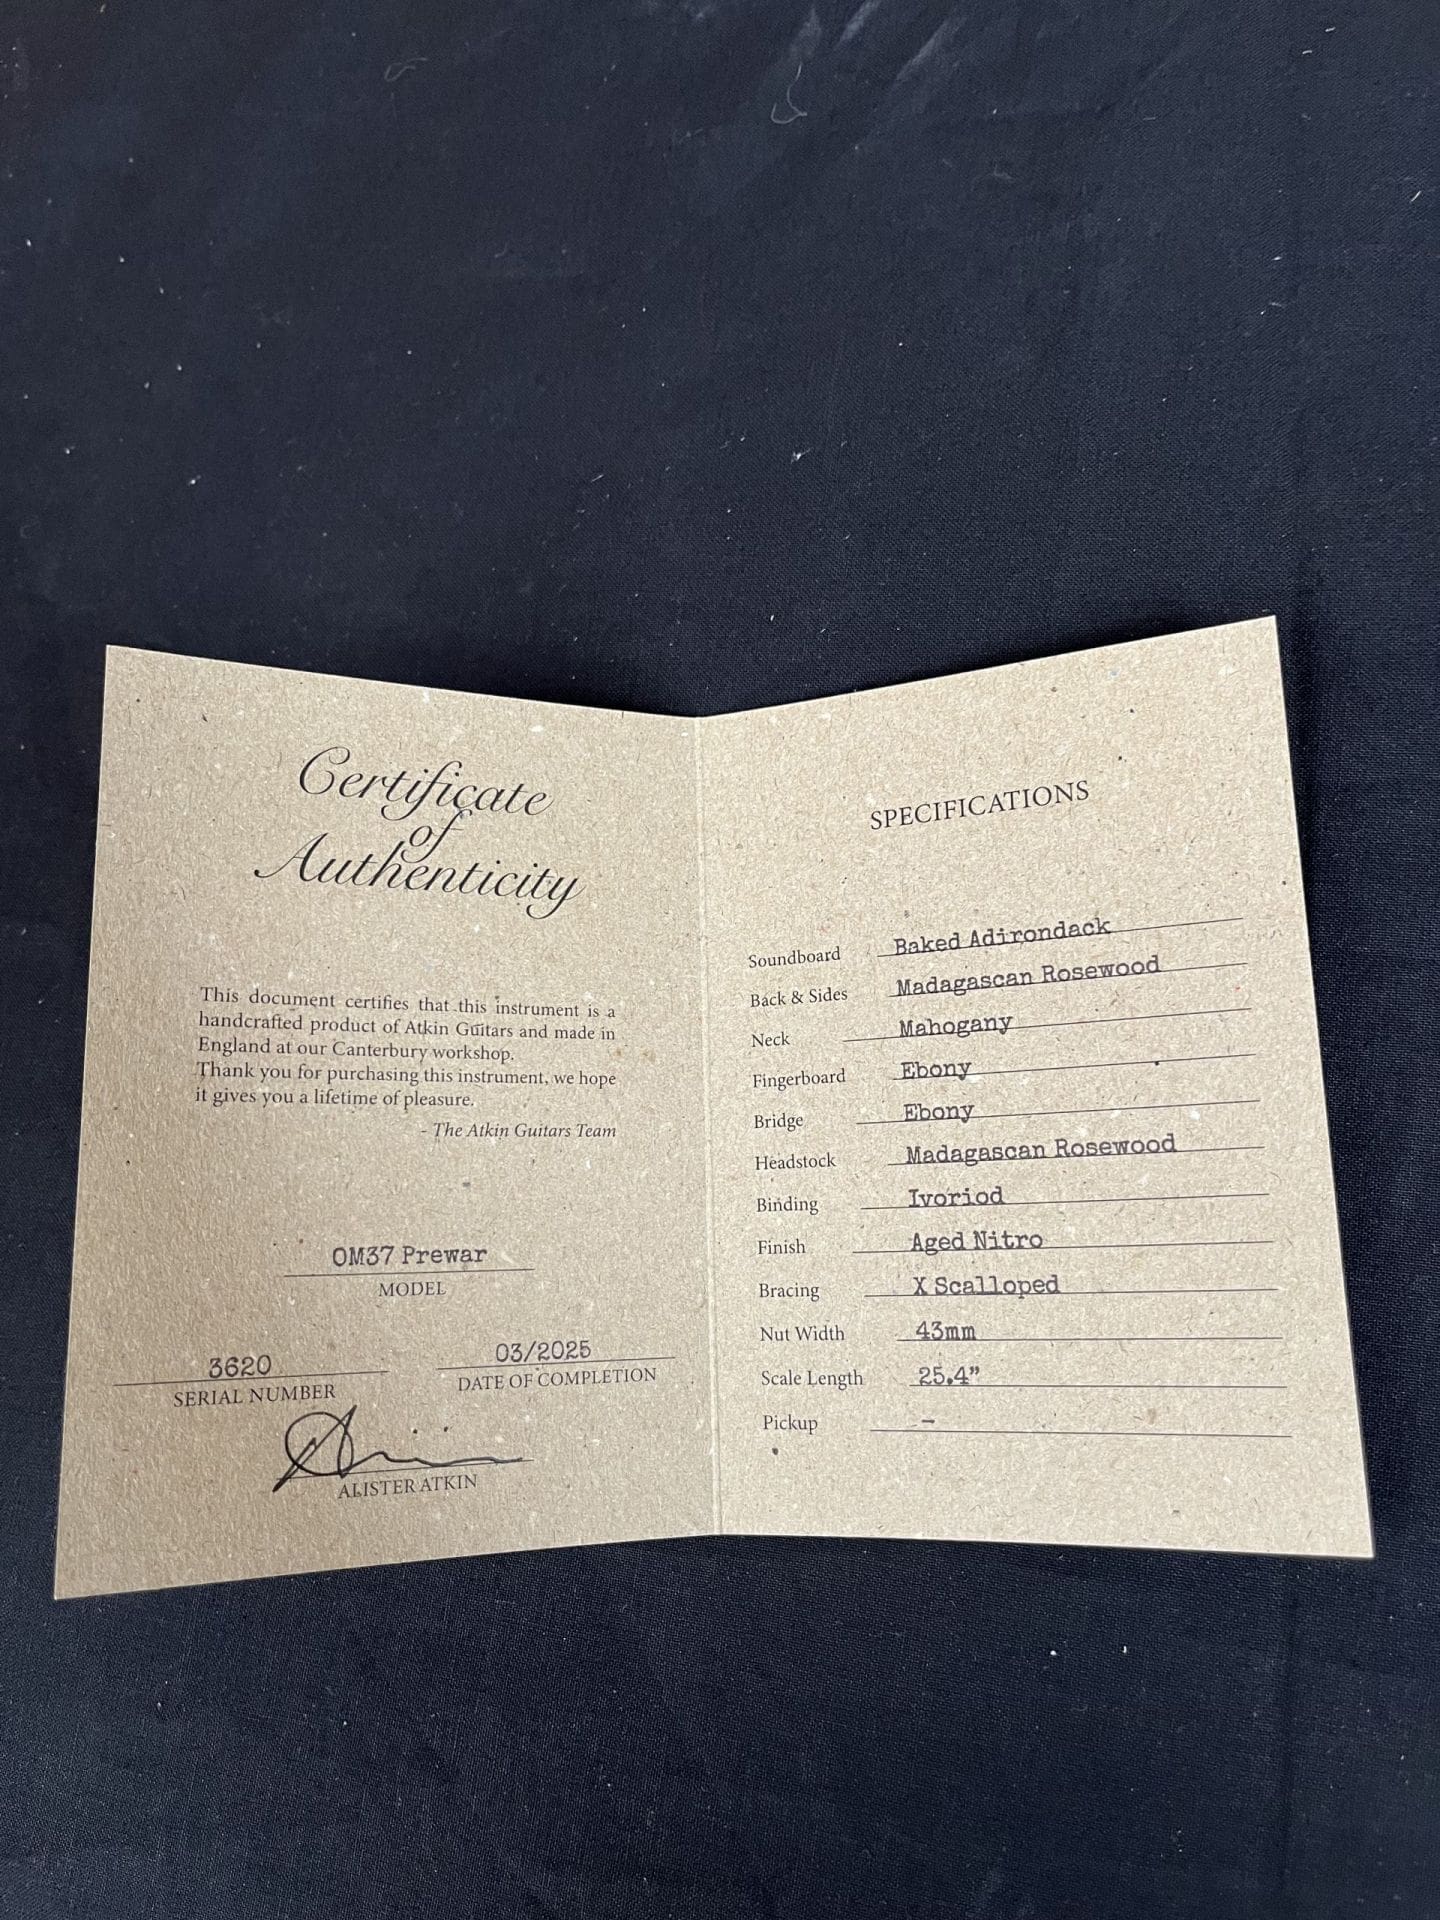 Certificate
of
Authenticity
This document certifies that this instrument is a
handcrafted product of Atkin Guitars and made in
England at our Canterbury workshop.
Thank you for purchasing this instrument, we hope
it gives you a lifetime of pleasure.
- The Atkin Guitars Team
OM37 Prewar
MODEL
3620
SERIAL NUMBER
03/2025
DATE OF COMPLETION
ALISTER ATKIN
SPECIFICATIONS
Soundboard Baked Adirondack
Back & Sides Madagascan Rosewood
Neck Mahogany
Fingerboard Ebony
Bridge Ebony
Headstock Madagascan Rosewood
Binding Ivoriod
Finish Aged Nitro
Bracing X Scalloped
Nut Width 43mm
Scale Length 25.4”
Pickup -